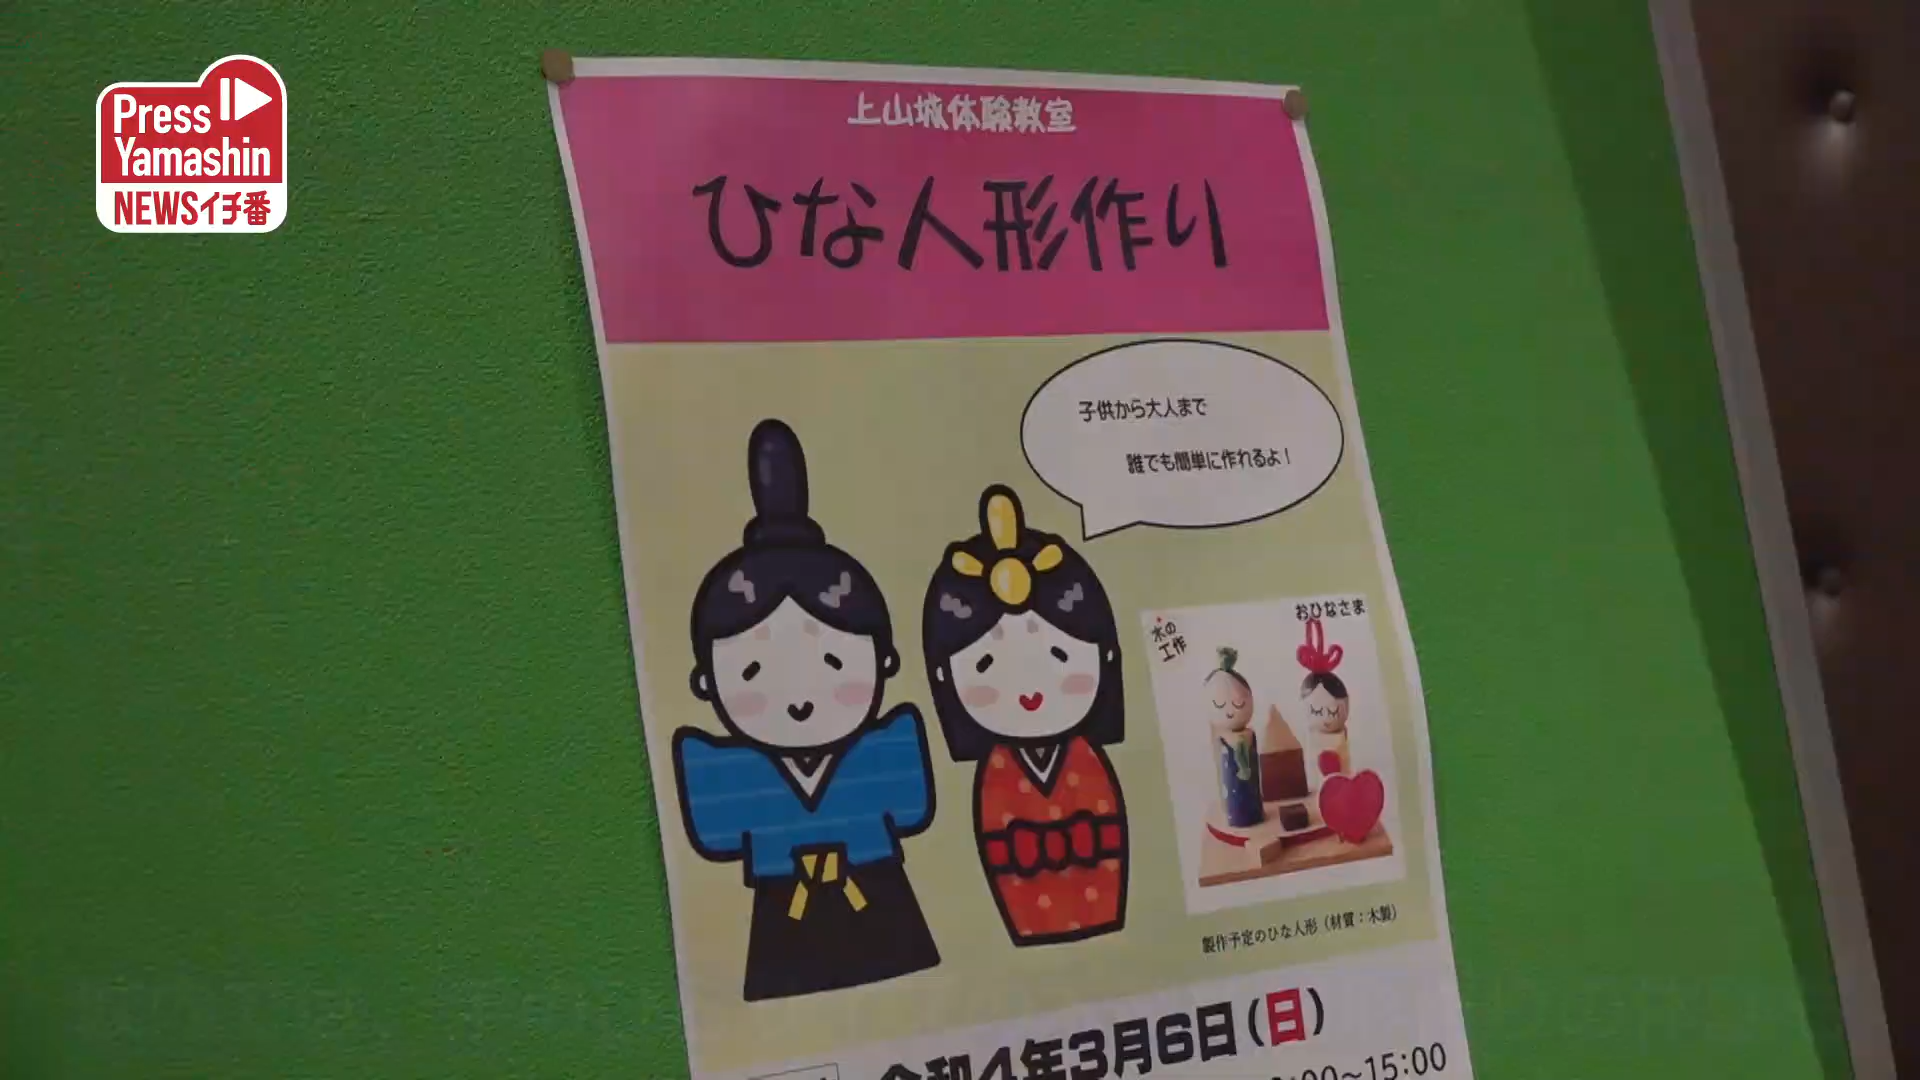 Press
Yamashin
NEWSイチ番
上山城体験教室
ひな人形作り
子供から大人まで
誰でも簡単に作れるよ！
おひなさま
木の
工作
製作予定のひな人形（材質：木製）
令和4年3月6日（日）
:00~15:00